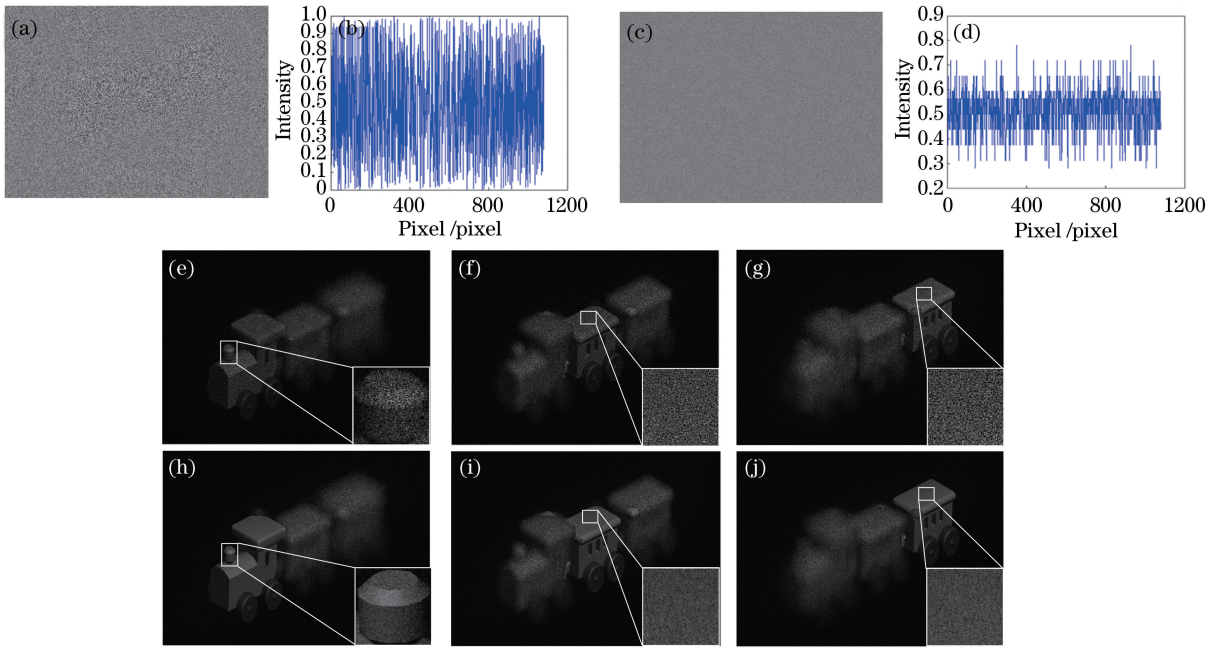 (a)
(b)
1.0
0.9
0.8
0.7
0.6
0.5
0.4
0.3
0.2
0.1
0
Intensity
0
400
800
1200
Pixel /pixel
(c)
(d)
0.9
0.8
0.7
0.6
0.5
0.4
0.3
0.2
Intensity
0
400
800
1200
Pixel /pixel
(e)
(f)
(g)
(h)
(i)
(j)